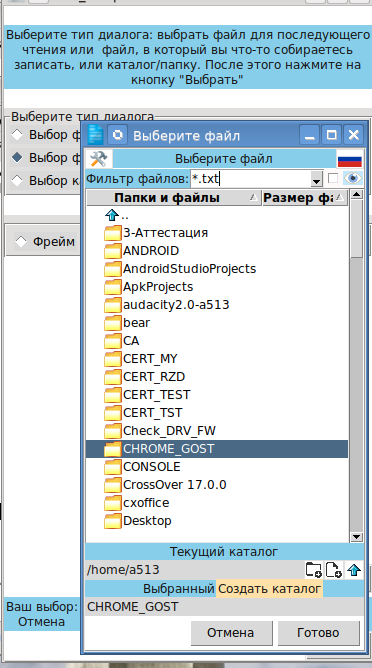 Выберите тип диалога: выбрать файл для последующего
чтения или файл, в который вы что-то собираетесь
записать, или каталог/папку. После этого нажмите на
кнопку "Выбрать"
Выберите тип диалога
Выбор ф
Выбор ф
Выбор к
Фрейм
Выберите файл
Выберите файл
Фильтр файлов: *.txt
Папки и файлы Размер фа
..
3-Аттестация
ANDROID
AndroidStudioProjects
ApkProjects
audacity2.0-a513
bear
CA
CERT_MY
CERT_RZD
CERT_TEST
CERT_TST
Check_DRV_FW
CHROME_GOST
CONSOLE
CrossOver 17.0.0
cxoffice
Desktop
Текущий каталог
/home/a513
Выбранный Создать каталог
CHROME_GOST
Отмена Готово
Ваш выбор:
Отмена